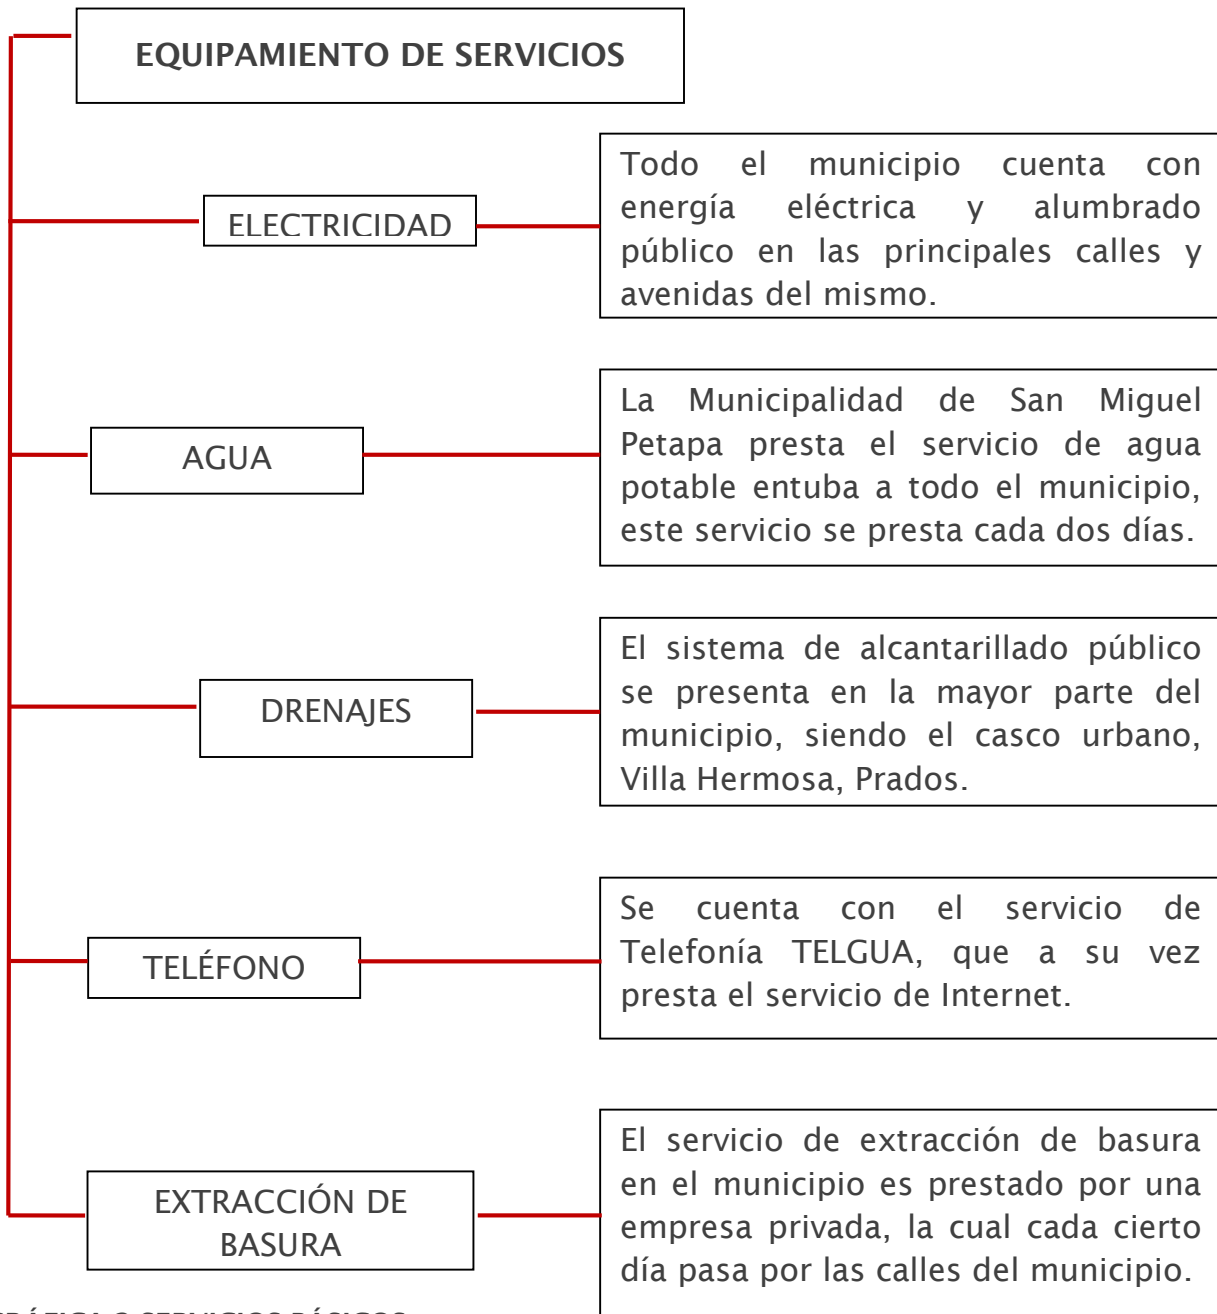 EQUIPAMIENTO DE SERVICIOS
ELECTRICIDAD
Todo el municipio cuenta con
energía eléctrica y alumbrado
público en las principales calles y
avenidas del mismo.
AGUA
La Municipalidad de San Miguel
Petapa presta el servicio de agua
potable entuba a todo el municipio,
este servicio se presta cada dos días.
DRENAJES
El sistema de alcantarillado público
se presenta en la mayor parte del
municipio, siendo el casco urbano,
Villa Hermosa, Prados.
TELÉFONO
Se cuenta con el servicio de
Telefonía TELGUA, que a su vez
presta el servicio de Internet.
EXTRACCIÓN DE
BASURA
El servicio de extracción de basura
en el municipio es prestado por una
empresa privada, la cual cada cierto
día pasa por las calles del municipio.